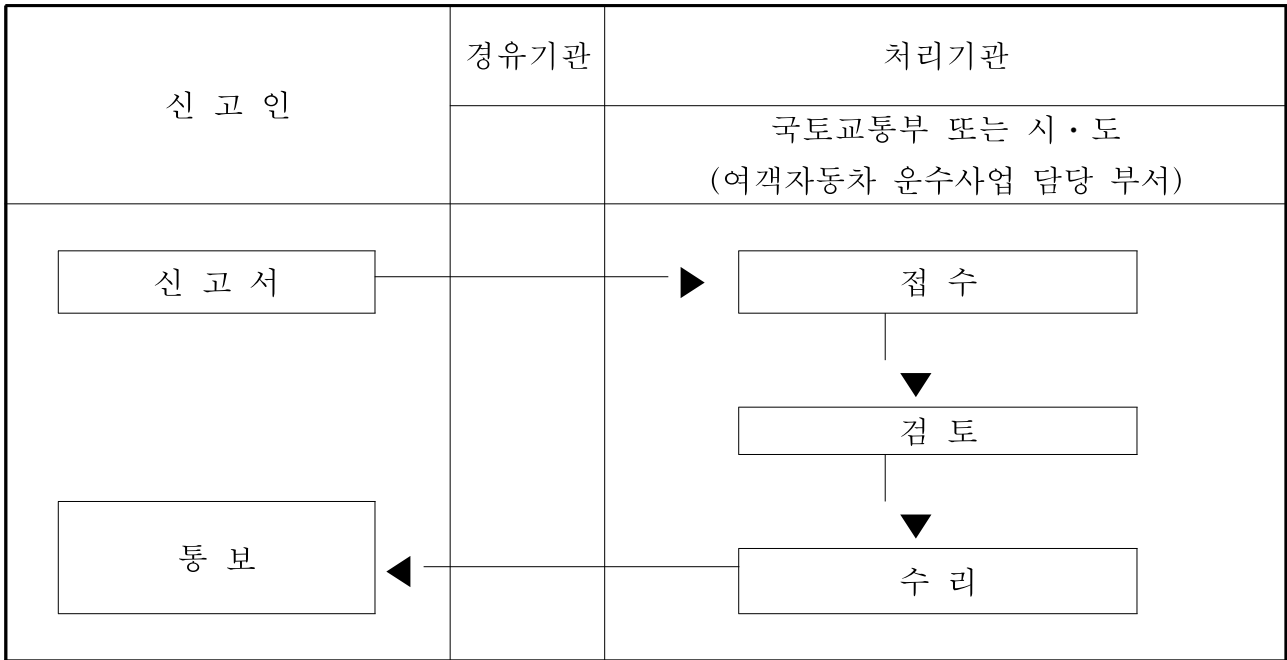 신 고 인
경유기관
처리기관
국토교통부 또는 시·도
(여객자동차 운수사업 담당 부서)
신 고 서
접 수
검 토
통 보
수 리